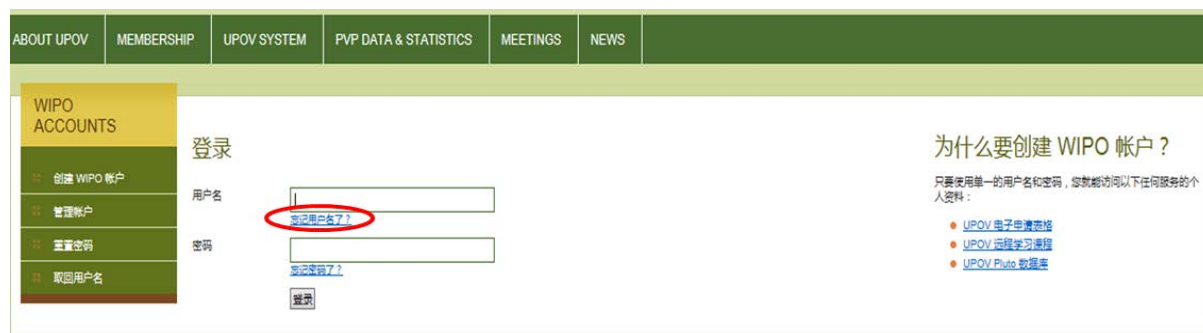 ABOUT UPOV MEMBERSHIP UPOV SYSTEM PVP DATA & STATISTICS MEETINGS NEWS
WIPO
ACCOUNTS
创建 WIPO 帐户
管理帐户
重置密码
取回用户名
登录
用户名
忘记用户名了？
密码
忘记密码了？
登录
为什么要创建 WIPO 帐户？
只要使用单一的用户名和密码，您就能访问以下任何服务的个
人资料：
UPOV 电子申请表格
UPOV 远程学习课程
UPOV Pluto 数据库